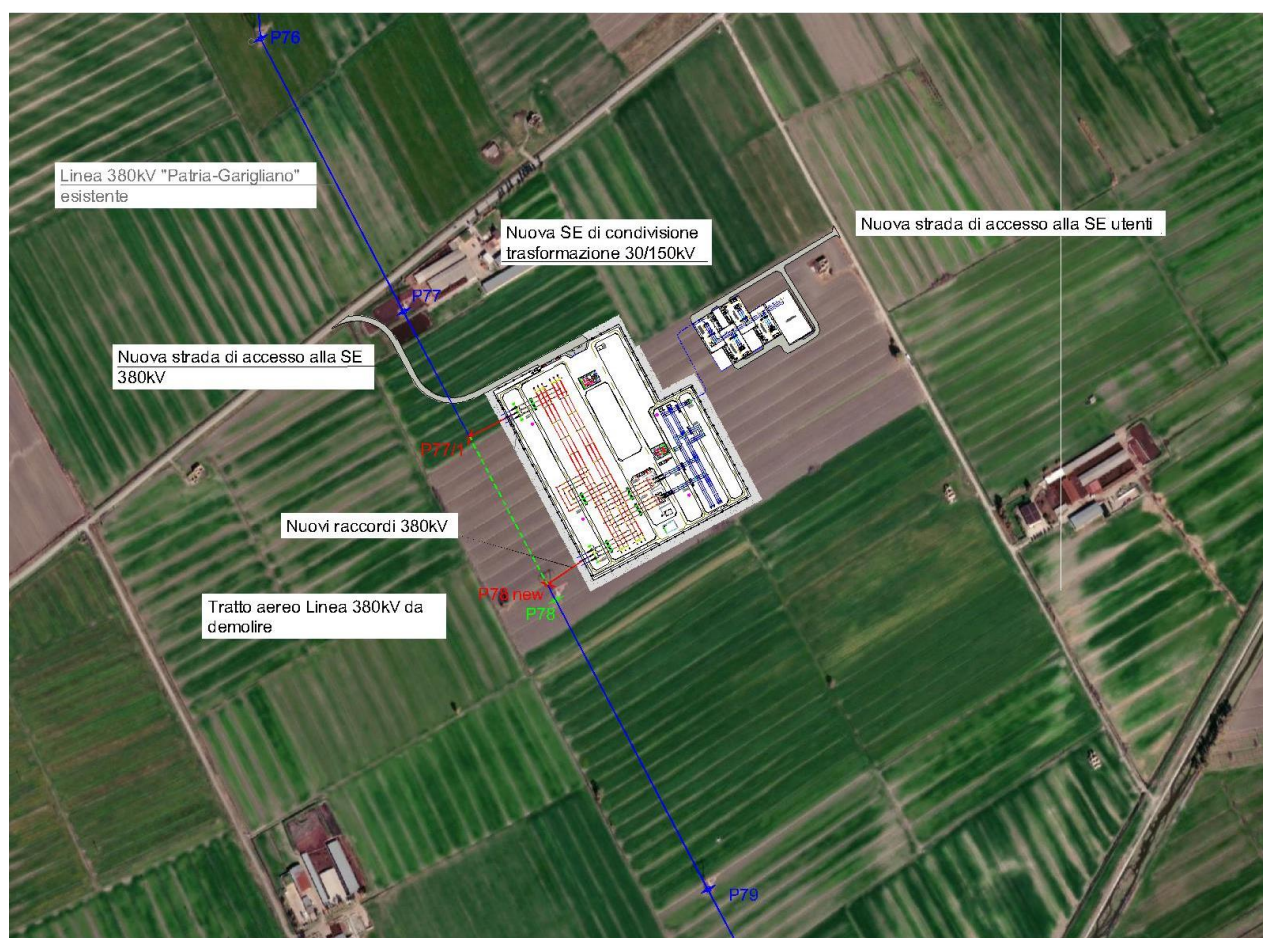 P76
Linea 380kV "Patria-Garigliano"
esistente
Nuova SE di condivisione
trasformazione 30/150kV
Nuova strada di accesso alla SE utenti
P77
Nuova strada di accesso alla SE
380kV
P77/1
Nuovi raccordi 380kV
P78 new
P78
Tratto aereo Linea 380kV da
demolire
P79